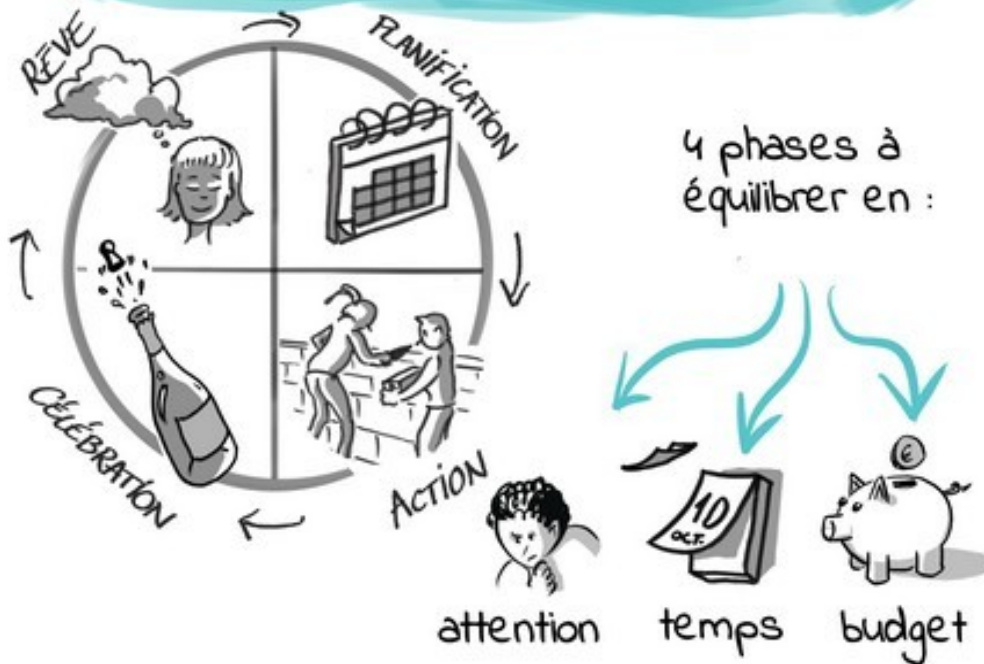 RÊVE
PLANIFICATION
ACTION
CÉLÉBRATION
4 phases à
équilibrer en :
10
OCT.
€
attention
temps
budget